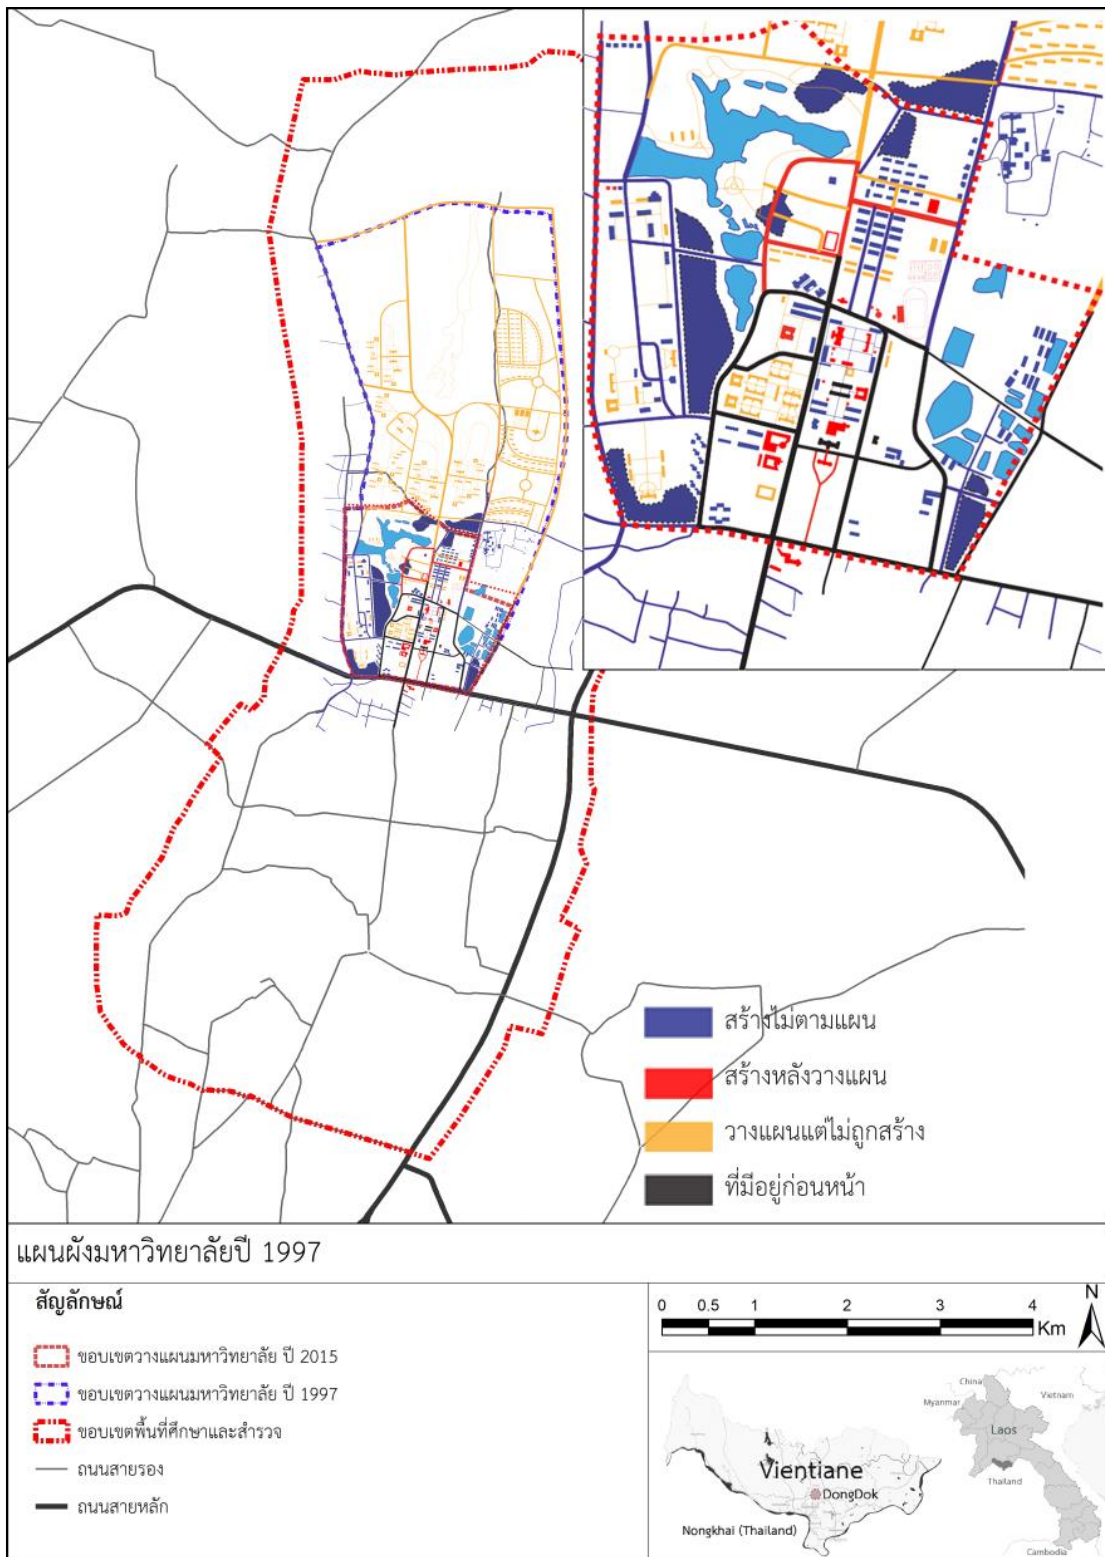 สร้างไม่ตามแผน
สร้างหลังวางแผน
วางแผนแต่ไม่ถูกสร้าง
ที่มีอยู่ก่อนหน้า
แผนผังมหาวิทยาลัยปี 1997
สัญลักษณ์
ขอบเขตวางแผนมหาวิทยาลัย ปี 2015
ขอบเขตวางแผนมหาวิทยาลัย ปี 1997
ขอบเขตพื้นที่ศึกษาและสำรวจ
ถนนสายรอง
ถนนสายหลัก
0 0.5 1 2 3 4
Km
N
China
Myanmar
Vietnam
Laos
Thailand
Cambodia
Vientiane
DongDok
Nongkhai (Thailand)